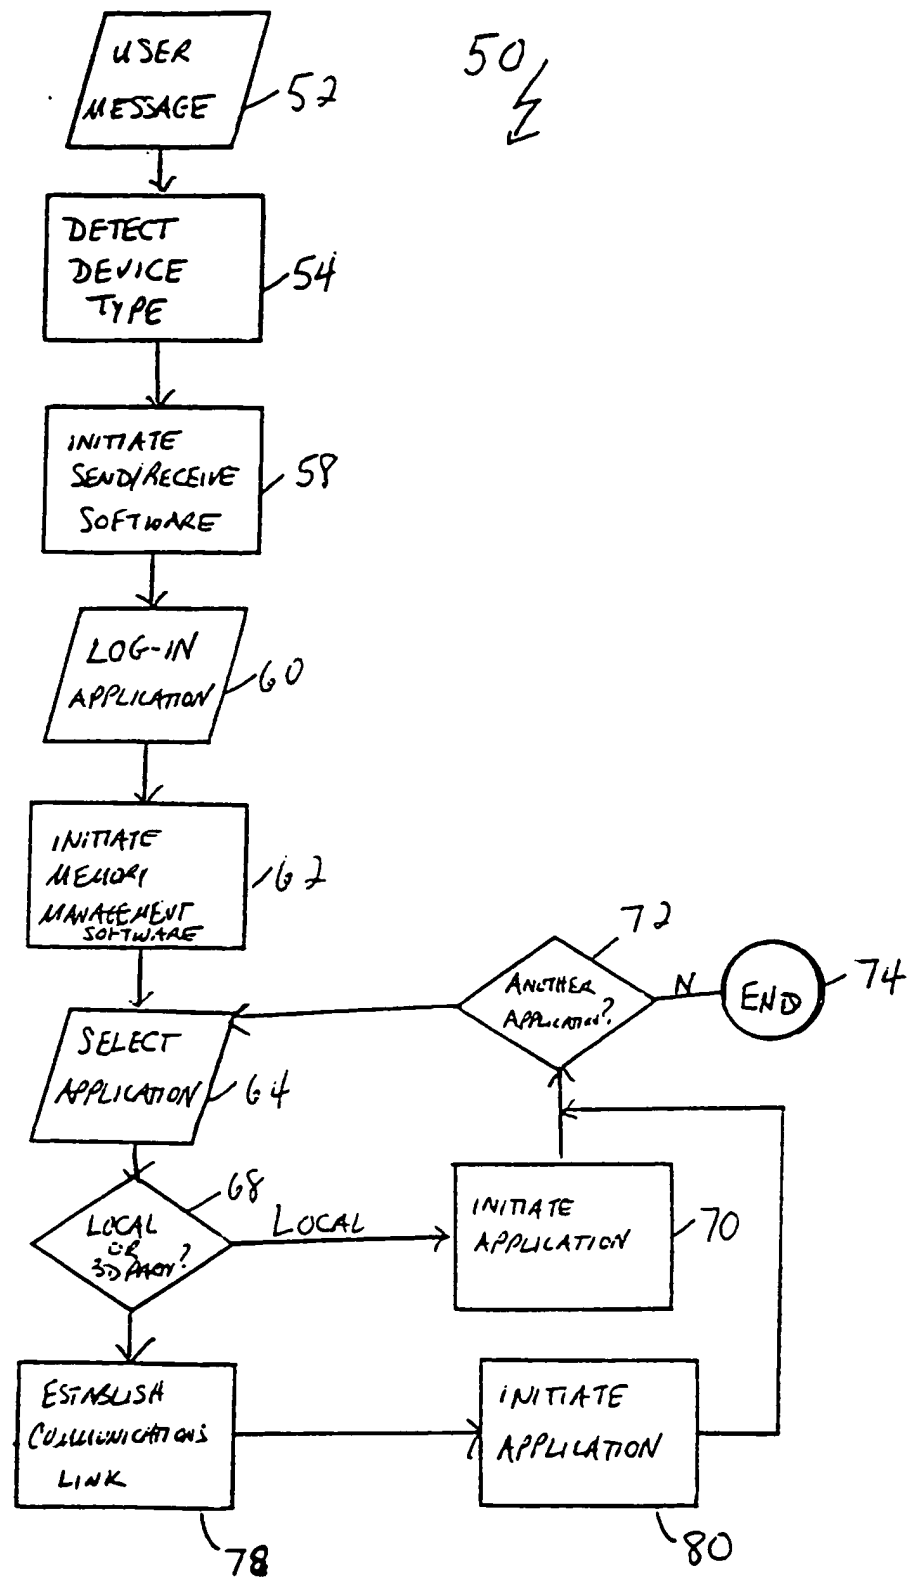 50
USER
MESSAGE
52
DETECT
DEVICE
TYPE
54
INITIATE
SEND/RECEIVE
SOFTWARE
58
LOG-IN
APPLICATION
60
INITIATE
MEMORY
MANAGEMENT
SOFTWARE
62
SELECT
APPLICATION
64
LOCAL
OR
3D PARTY?
68
LOCAL
INITIATE
APPLICATION
70
ANOTHER
APPLICATION?
72
N
END
74
ESTABLISH
COMMUNICATIONS
LINK
78
INITIATE
APPLICATION
80